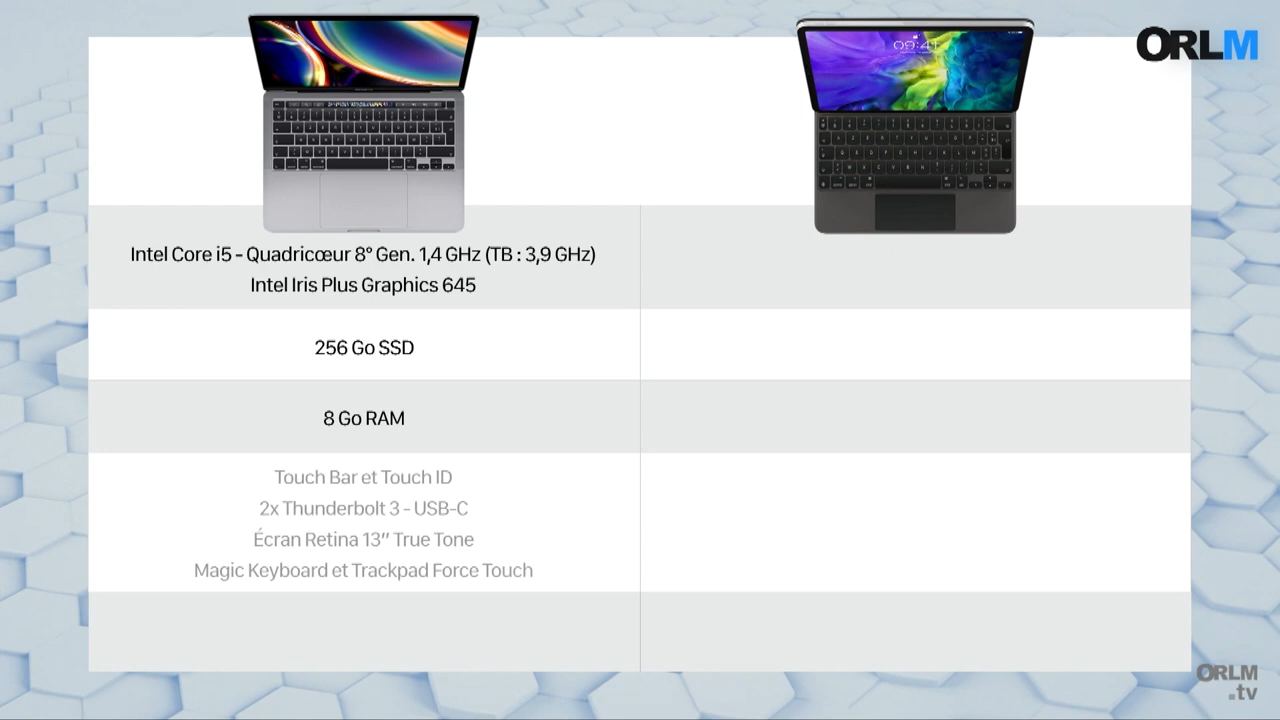 ORLM
09:41
Intel Core i5 - Quadricœur 8° Gen. 1,4 GHz (TB : 3,9 GHz)
Intel Iris Plus Graphics 645
256 Go SSD
8 Go RAM
Touch Bar et Touch ID
2x Thunderbolt 3 - USB-C
Écran Retina 13″ True Tone
Magic Keyboard et Trackpad Force Touch
ORLM
.tv